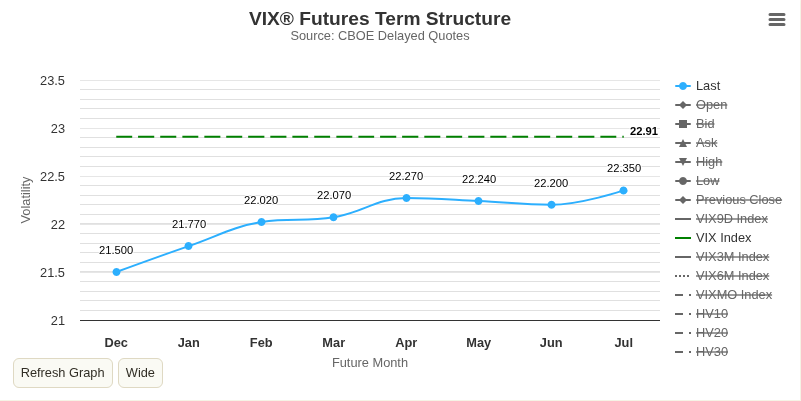 VIX® Futures Term Structure
Source: CBOE Delayed Quotes
23.5
23
22.5
22
21.5
21
Volatility
22.91
21.500
21.770
22.020
22.070
22.270
22.240
22.200
22.350
Dec Jan Feb Mar Apr May Jun Jul
Future Month
Last
Open
Bid
Ask
High
Low
Previous Close
VIX9D Index
VIX Index
VIX3M Index
VIX6M Index
VIXMO Index
HV10
HV20
HV30
Refresh Graph Wide